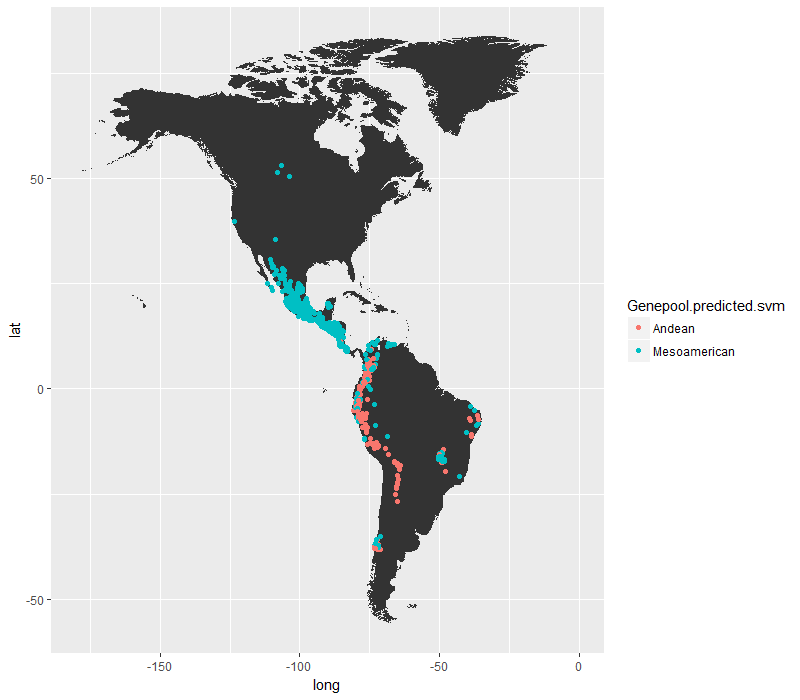 50
0
-50
lat
-150
-100
-50
0
long
Genepool.predicted.svm
Andean
Mesoamerican